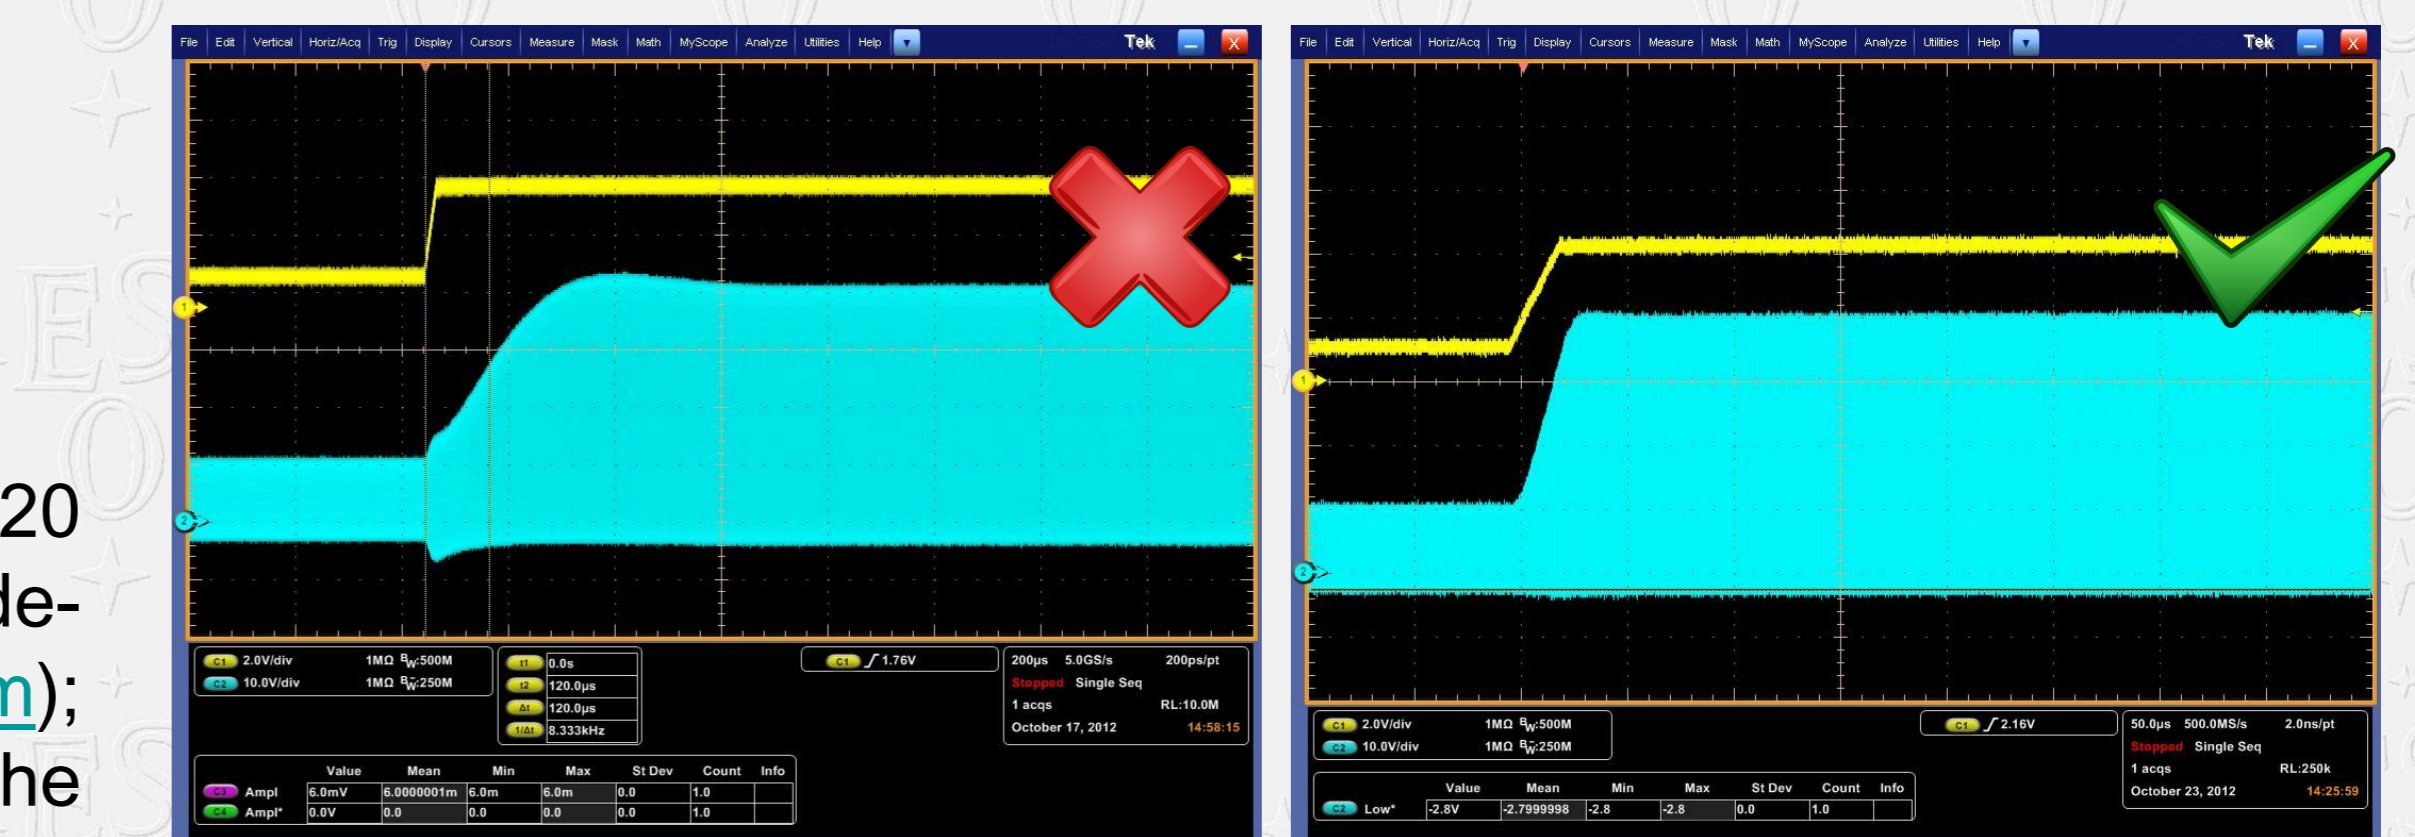 20
de-
m);
he
File Edit Vertical Horiz/Acq Trig Display Cursors Measure Mask Math MyScope Analyze Utilities Help Tek X
1
2
C1 2.0V/div 1MΩ BW:500M
C2 10.0V/div 1MΩ BW:250M
t1 0.0s
t2 120.0µs
Δt 120.0µs
1/Δt 8.333kHz
C1 1.76V
200µs 5.0GS/s 200ps/pt
Stopped Single Seq
1 acqs RL:10.0M
October 17, 2012 14:58:15
Value Mean Min Max St Dev Count Info
C3 Ampl 6.0mV 6.0000001m 6.0m 6.0m 0.0 1.0
C4 Ampl* 0.0V 0.0 0.0 0.0 0.0 1.0
File Edit Vertical Horiz/Acq Trig Display Cursors Measure Mask Math MyScope Analyze Utilities Help Tek X
1
2
C1 2.0V/div 1MΩ BW:500M
C2 10.0V/div 1MΩ BW:250M
C1 2.16V
50.0µs 500.0MS/s 2.0ns/pt
Stopped Single Seq
1 acqs RL:250k
October 23, 2012 14:25:59
Value Mean Min Max St Dev Count Info
C2 Low* -2.8V -2.7999998 -2.8 -2.8 0.0 1.0